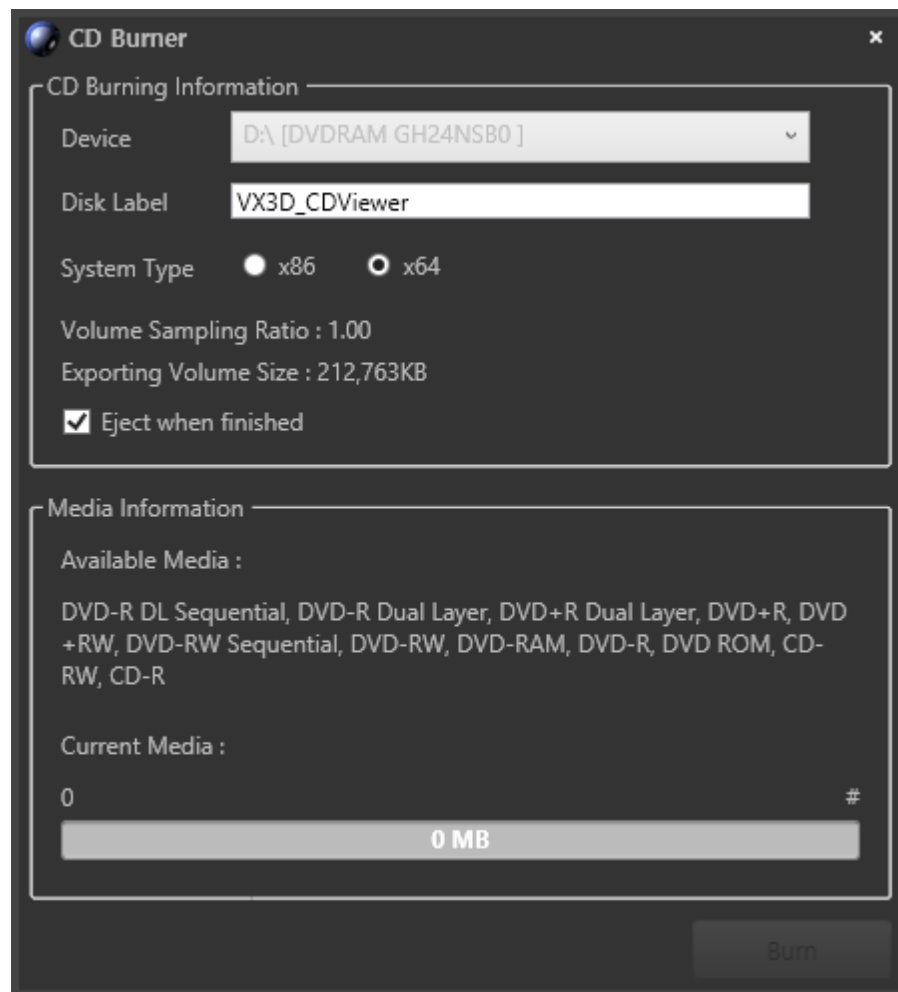 CD Burner
CD Burning Information
Device D:\ [DVDRAM GH24NSB0 ]
Disk Label VX3D_CDViewer
System Type x86 x64
Volume Sampling Ratio : 1.00
Exporting Volume Size : 212,763KB
Eject when finished
Media Information
Available Media :
DVD-R DL Sequential, DVD-R Dual Layer, DVD+R Dual Layer, DVD+R, DVD
+RW, DVD-RW Sequential, DVD-RW, DVD-RAM, DVD-R, DVD ROM, CD-
RW, CD-R
Current Media :
0 #
0 MB
Burn